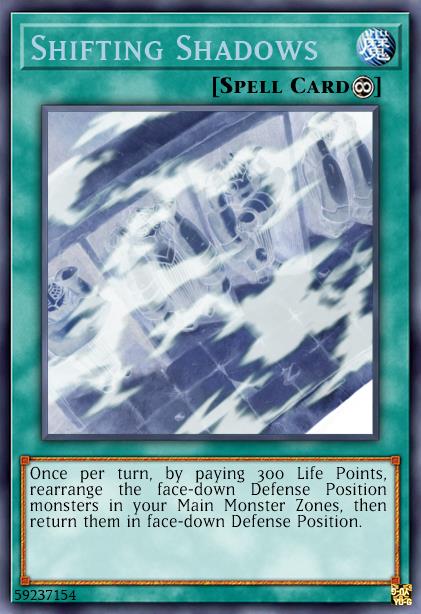 Shifting Shadows
魔
[Spell Card]
Once per turn, by paying 300 Life Points,
rearrange the face-down Defense Position
monsters in your Main Monster Zones, then
return them in face-down Defense Position.
59237154